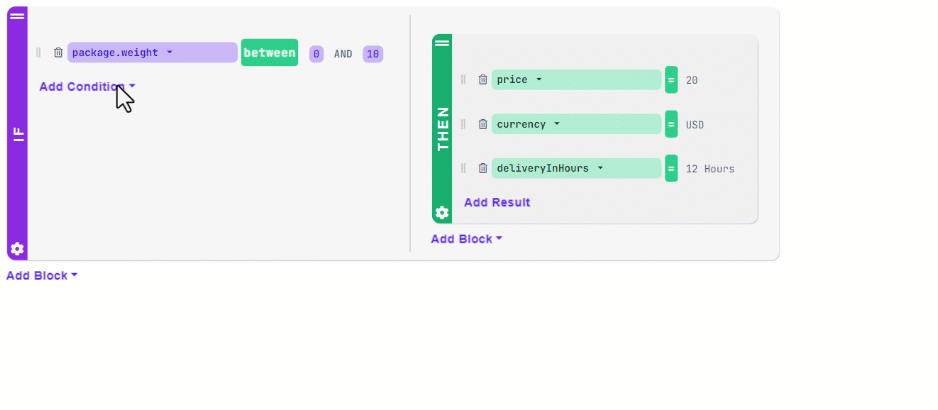 IF
package.weight between 0 AND 10
Add Condition
THEN
price = 20
currency = USD
deliveryInHours = 12 Hours
Add Result
Add Block
Add Block